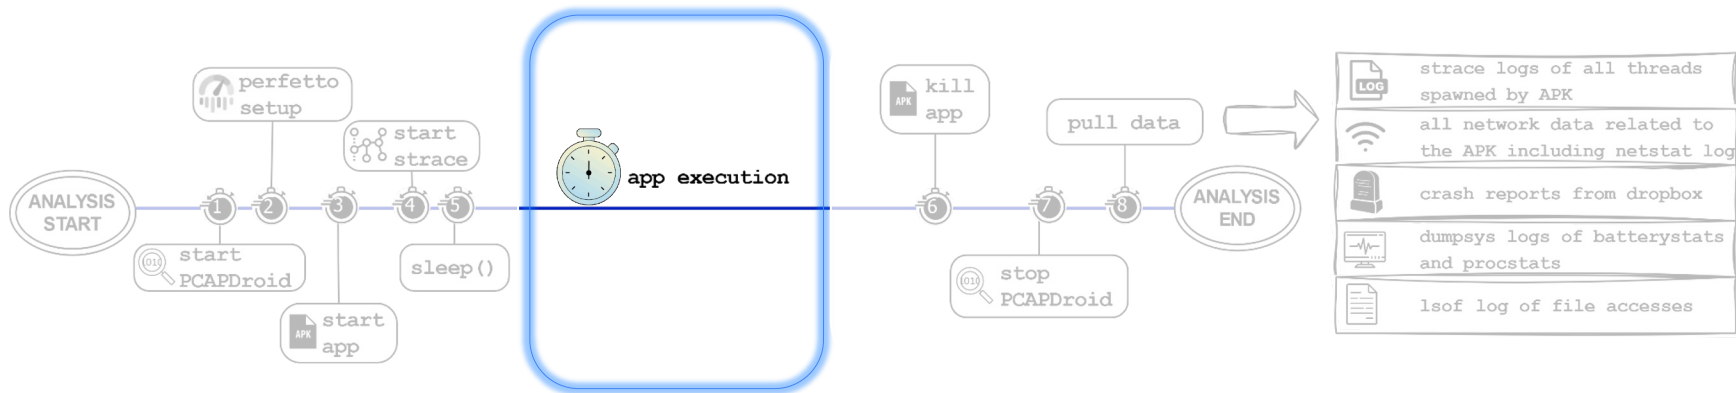 ANALYSIS
START
1
start
PCAPDroid
2
perfetto
setup
3
APK
start
app
4
start
strace
5
sleep()
app execution
6
APK
kill
app
7
stop
PCAPDroid
8
pull data
ANALYSIS
END
LOG
strace logs of all threads
spawned by APK
all network data related to
the APK including netstat log
crash reports from dropbox
dumpsys logs of batterystats
and procstats
lsof log of file accesses